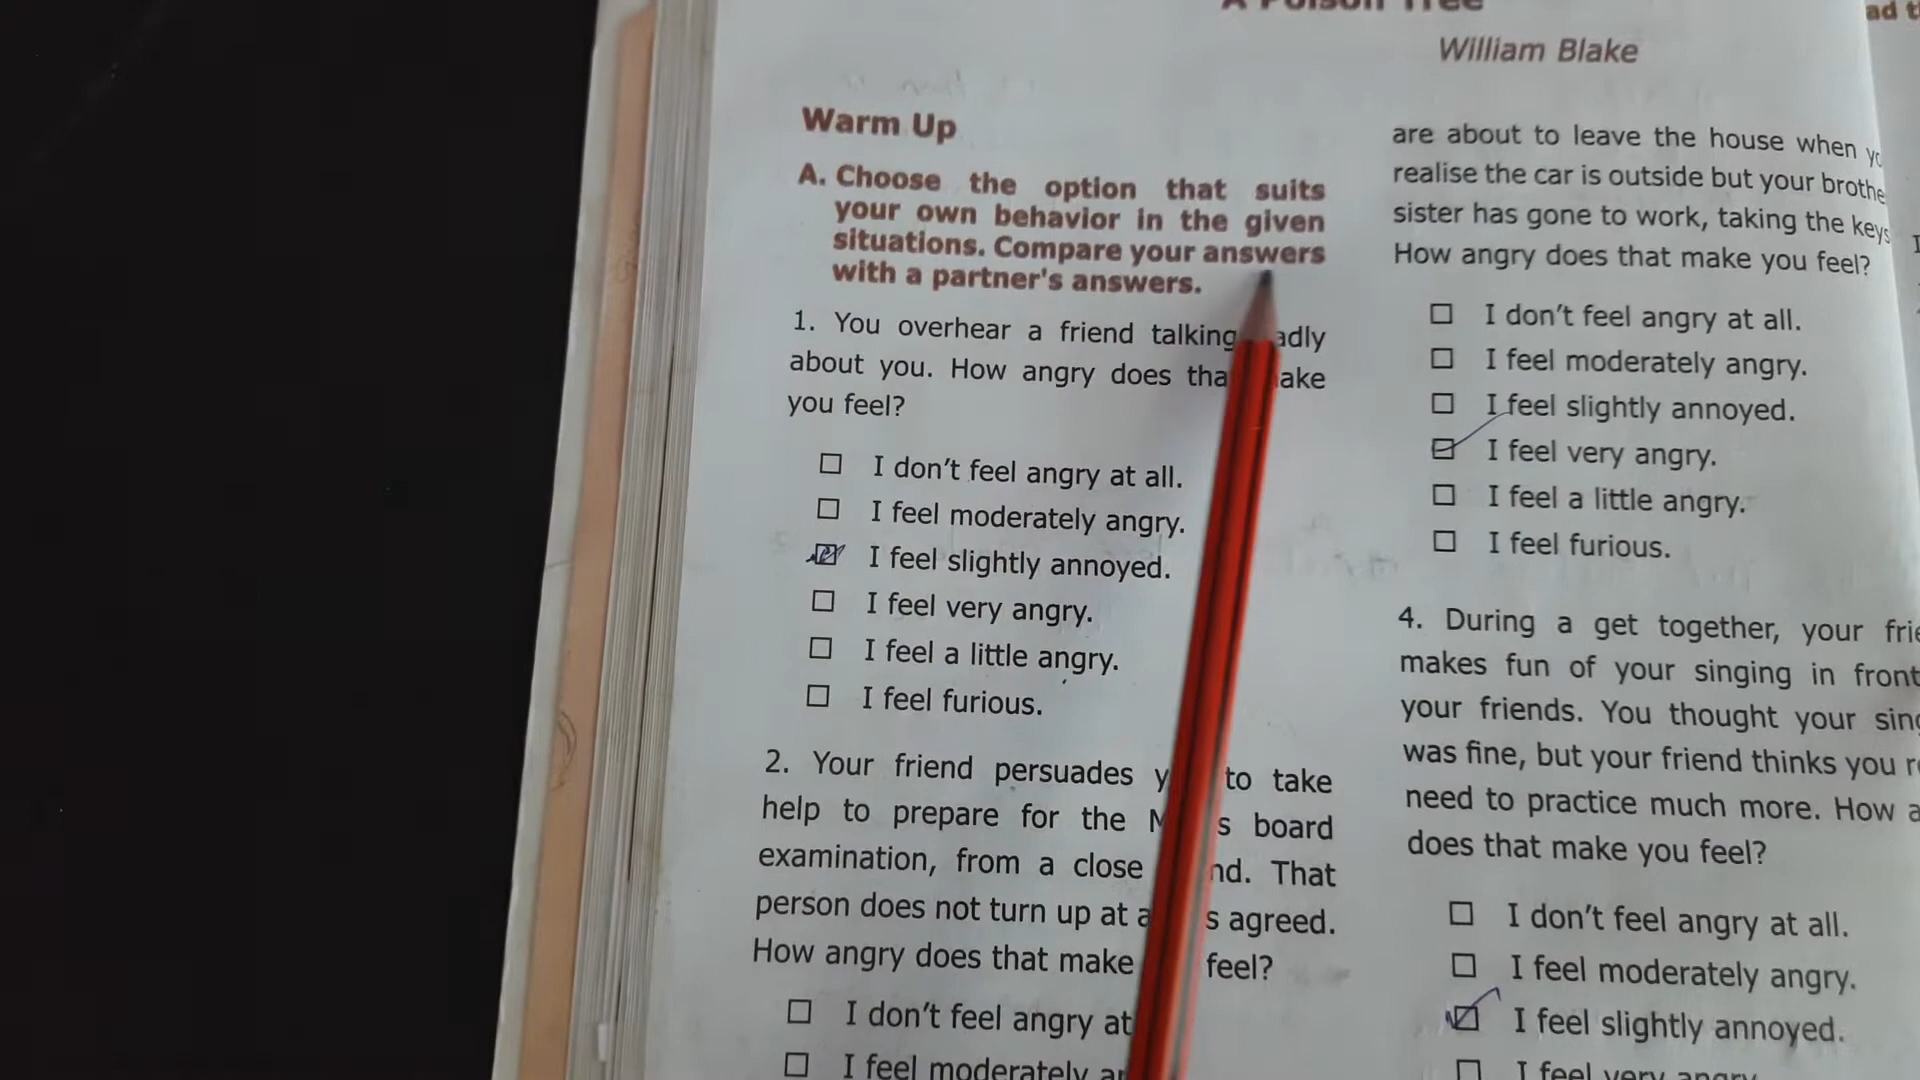 A Poison Tree
William Blake
Warm Up
A. Choose the option that suits
your own behavior in the given
situations. Compare your answers
with a partner's answers.
1. You overhear a friend talking
about you. How angry does
you feel?
I don't feel angry at all.
I feel moderately angry.
I feel slightly annoyed.
I feel very angry.
I feel a little angry.
I feel furious.
2. Your friend persuades to take
help to prepare for the board
examination, from a close That
person does not turn up at agreed.
How angry does that make feel?
I don't feel angry at
I feel moderately
are about to leave the house when
realise the car is outside but your
sister has gone to work, taking the keys
How angry does that make you feel?
I don't feel angry at all.
I feel moderately angry.
I feel slightly annoyed.
I feel very angry.
I feel a little angry.
I feel furious.
4. During a get together, your
makes fun of your singing in front
your friends. You thought your
was fine, but your friend thinks you
need to practice much more. How
does that make you feel?
I don't feel angry at all.
I feel moderately angry.
I feel slightly annoyed.
I feel very angry